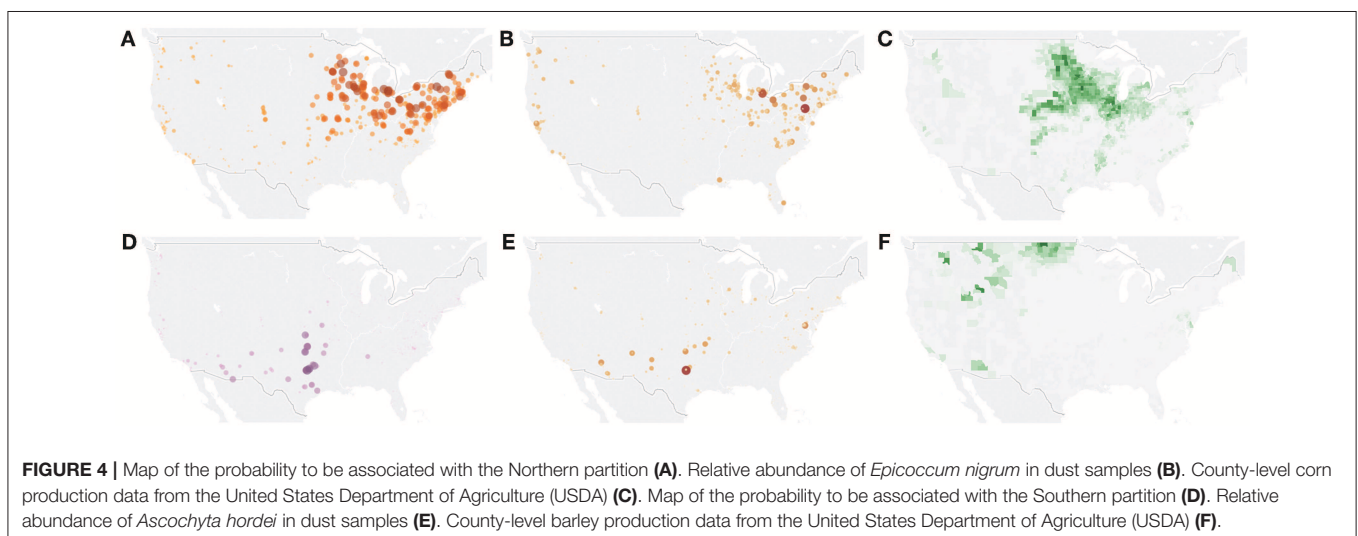 A
B
C
D
E
F
FIGURE 4 | Map of the probability to be associated with the Northern partition (A). Relative abundance of Epicoccum nigrum in dust samples (B). County-level corn
production data from the United States Department of Agriculture (USDA) (C). Map of the probability to be associated with the Southern partition (D). Relative
abundance of Ascochyta hordei in dust samples (E). County-level barley production data from the United States Department of Agriculture (USDA) (F).